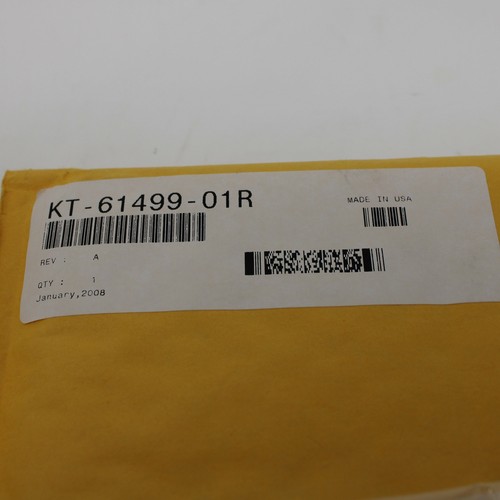 KT-61499-01R
MADE IN USA
REV : A
QTY : 1
January,2008